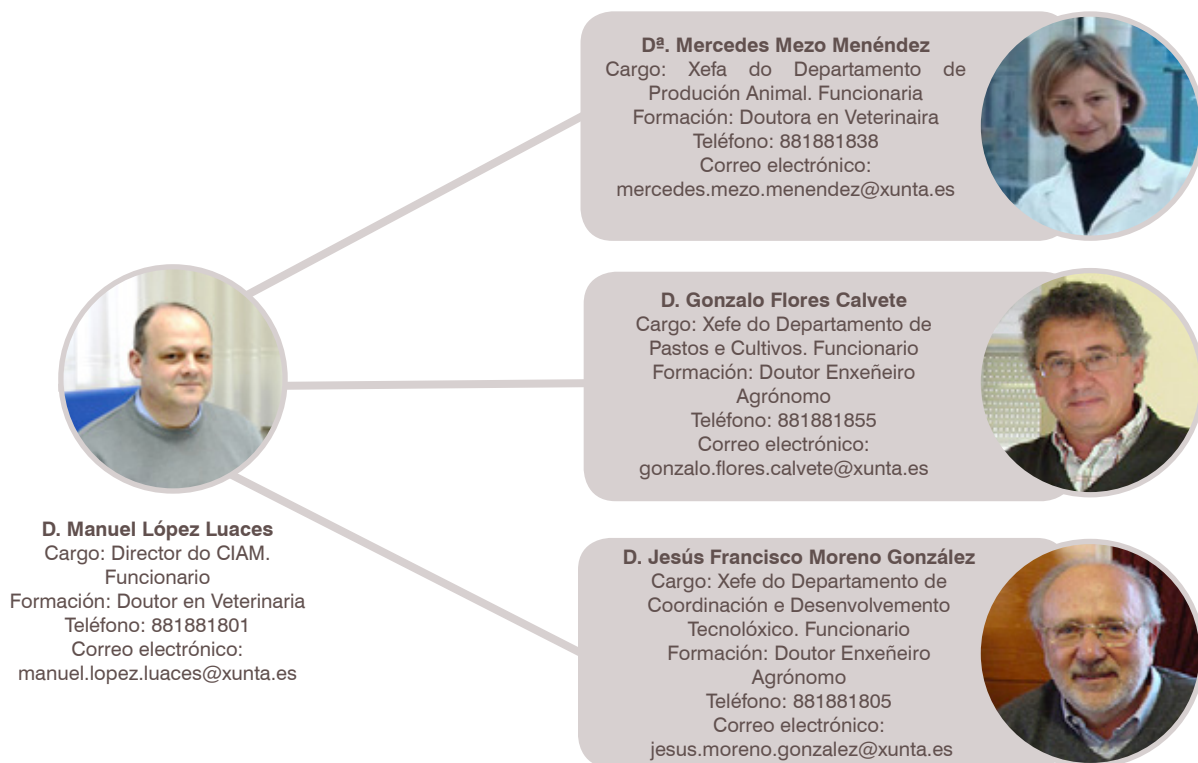 Dª. Mercedes Mezo Menéndez
Cargo: Xefa do Departamento de
Produción Animal. Funcionaria
Formación: Doutora en Veterinaira
Teléfono: 881881838
Correo electrónico:
mercedes.mezo.menendez@xunta.es
D. Gonzalo Flores Calvete
Cargo: Xefe do Departamento de
Pastos e Cultivos. Funcionario
Formación: Doutor Enxeñeiro
Agrónomo
Teléfono: 881881855
Correo electrónico:
gonzalo.flores.calvete@xunta.es
D. Manuel López Luaces
Cargo: Director do CIAM.
Funcionario
Formación: Doutor en Veterinaria
Teléfono: 881881801
Correo electrónico:
manuel.lopez.luaces@xunta.es
D. Jesús Francisco Moreno González
Cargo: Xefe do Departamento de
Coordinación e Desenvolvemento
Tecnolóxico. Funcionario
Formación: Doutor Enxeñeiro
Agrónomo
Teléfono: 881881805
Correo electrónico:
jesus.moreno.gonzalez@xunta.es